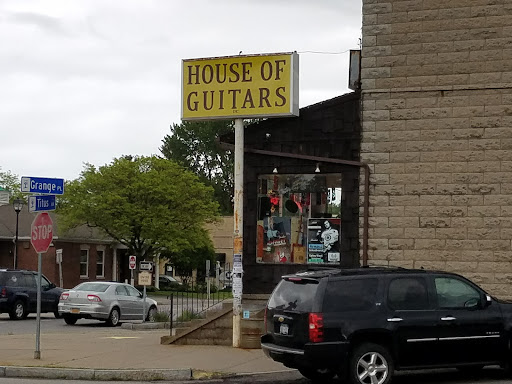 HOUSE OF
GUITARS
Grange PL
Titus
STOP